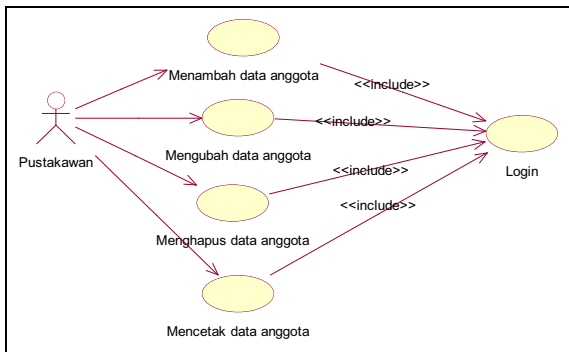 Menambah data anggota
<<include>>
<<include>>
Mengubah data anggota
Pustakawan
Login
<<include>>
<<include>>
Menghapus data anggota
Mencetak data anggota